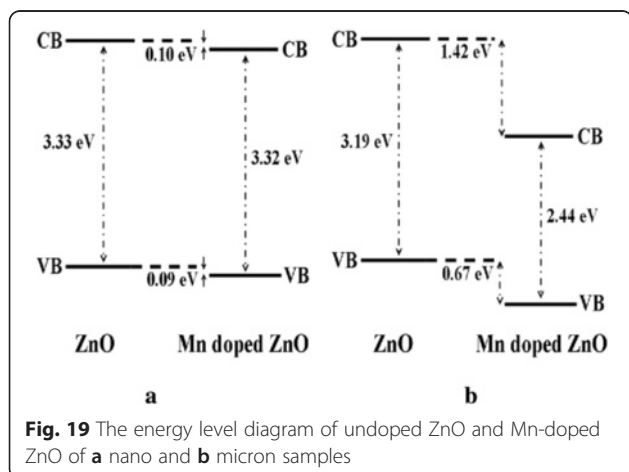 CB
0.10 eV
CB
3.33 eV
3.32 eV
VB
0.09 eV
VB
ZnO
Mn doped ZnO
a
CB
1.42 eV
CB
3.19 eV
2.44 eV
VB
0.67 eV
VB
ZnO
Mn doped ZnO
b
Fig. 19 The energy level diagram of undoped ZnO and Mn-doped
ZnO of a nano and b micron samples